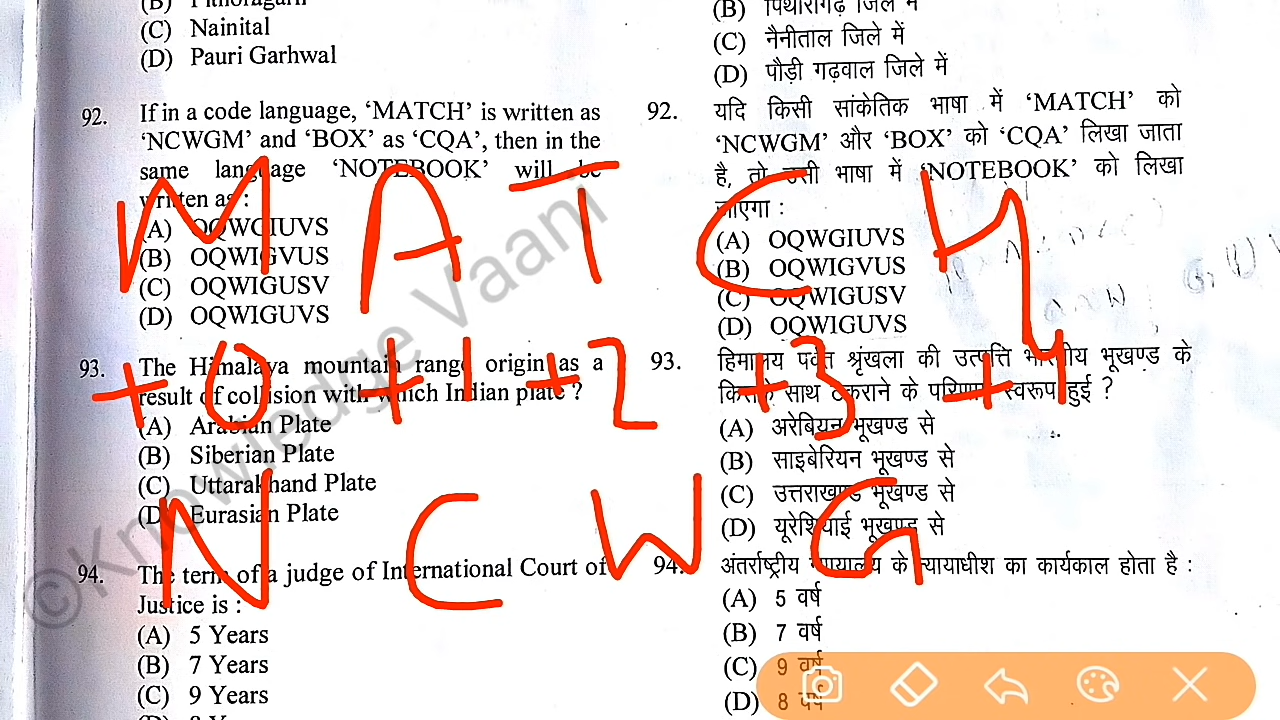 (C) Nainital
(D) Pauri Garhwal
92. If in a code language, ‘MATCH’ is written as
‘NCWGM’ and ‘BOX’ as ‘CQA’, then in the
same language ‘NOTEBOOK’ will be
written as :
(A) OQWGIUVS
(B) OQWIGVUS
(C) OQWIGUSV
(D) OQWIGUVS
93. The Himalaya mountain range origin as a
result of collision with which Indian plate ?
(A) Arabian Plate
(B) Siberian Plate
(C) Uttarakhand Plate
(D) Eurasian Plate
94. The term of a judge of International Court of
Justice is :
(A) 5 Years
(B) 7 Years
(C) 9 Years
(B) पिथौरागढ़ जिले में
(C) नैनीताल जिले में
(D) पौड़ी गढ़वाल जिले में
92. यदि किसी सांकेतिक भाषा में ‘MATCH’ को
‘NCWGM’ और ‘BOX’ को ‘CQA’ लिखा जाता
है, तो उसी भाषा में ‘NOTEBOOK’ को लिखा
जाएगा :
(A) OQWGIUVS
(B) OQWIGVUS
(C) OQWIGUSV
(D) OQWIGUVS
93. हिमालय पर्वत श्रृंखला की उत्पत्ति भारतीय भूखण्ड के
किसके साथ टकराने के परिणाम स्वरूप हुई ?
(A) अरेबियन भूखण्ड से
(B) साइबेरियन भूखण्ड से
(C) उत्तराखण्ड भूखण्ड से
(D) यूरेशियाई भूखण्ड से
94. अंतर्राष्ट्रीय न्यायालय के न्यायाधीश का कार्यकाल होता है :
(A) 5 वर्ष
(B) 7 वर्ष
(C) 9 वर्ष
(D) 8 वर्ष
M A T C H
+0 +1 +2 +3 +4
N C W G
©Knowledge Vaani